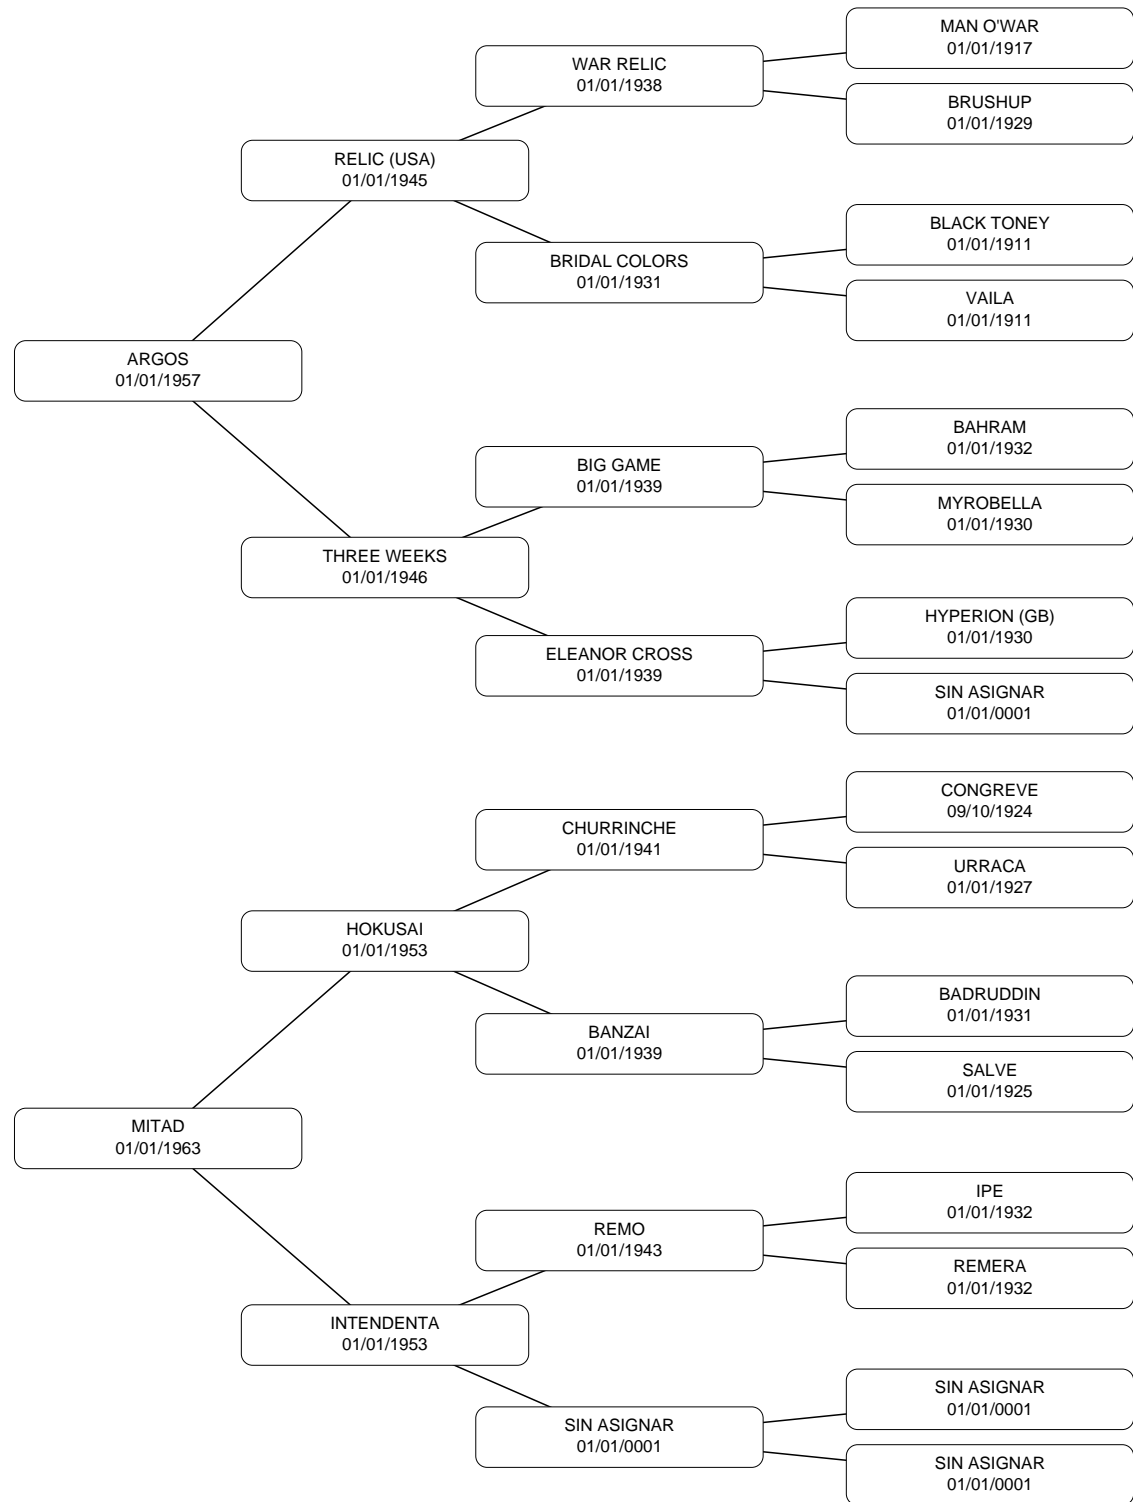 MAN O'WAR
01/01/1917
WAR RELIC
01/01/1938
BRUSHUP
01/01/1929
RELIC (USA)
01/01/1945
BLACK TONEY
01/01/1911
BRIDAL COLORS
01/01/1931
VAILA
01/01/1911
ARGOS
01/01/1957
BAHRAM
01/01/1932
BIG GAME
01/01/1939
MYROBELLA
01/01/1930
THREE WEEKS
01/01/1946
HYPERION (GB)
01/01/1930
ELEANOR CROSS
01/01/1939
SIN ASIGNAR
01/01/0001
CONGREVE
09/10/1924
CHURRINCHE
01/01/1941
URRACA
01/01/1927
HOKUSAI
01/01/1953
BADRUDDIN
01/01/1931
BANZAI
01/01/1939
SALVE
01/01/1925
MITAD
01/01/1963
IPE
01/01/1932
REMO
01/01/1943
REMERA
01/01/1932
INTENDENTA
01/01/1953
SIN ASIGNAR
01/01/0001
SIN ASIGNAR
01/01/0001
SIN ASIGNAR
01/01/0001